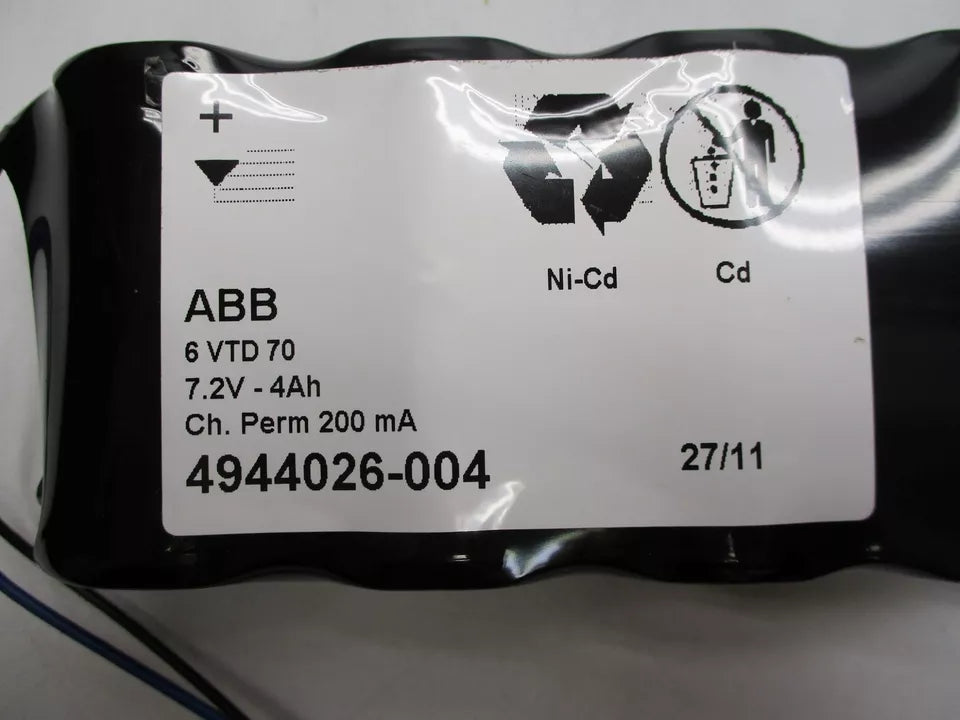 +
Ni-Cd
Cd
ABB
6 VTD 70
7.2V - 4Ah
Ch. Perm 200 mA
4944026-004
27/11